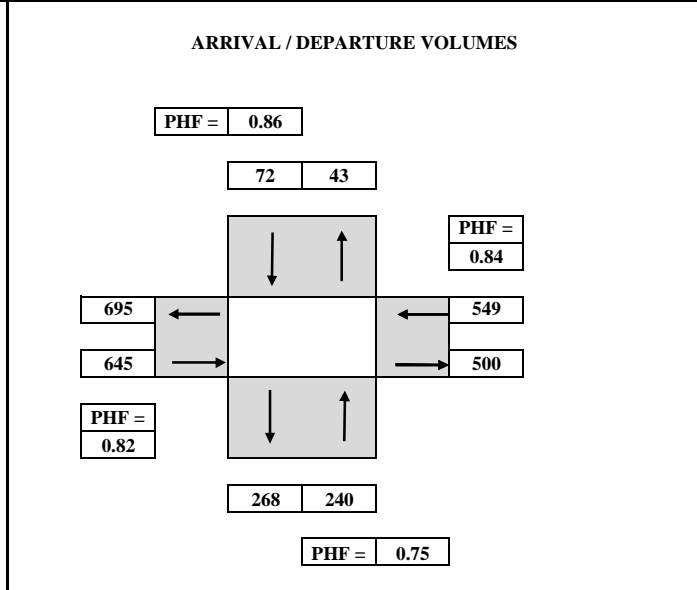 ARRIVAL / DEPARTURE VOLUMES
PHF = 0.86
72 43
PHF =
0.84
695 549
645 500
PHF =
0.82
268 240
PHF = 0.75